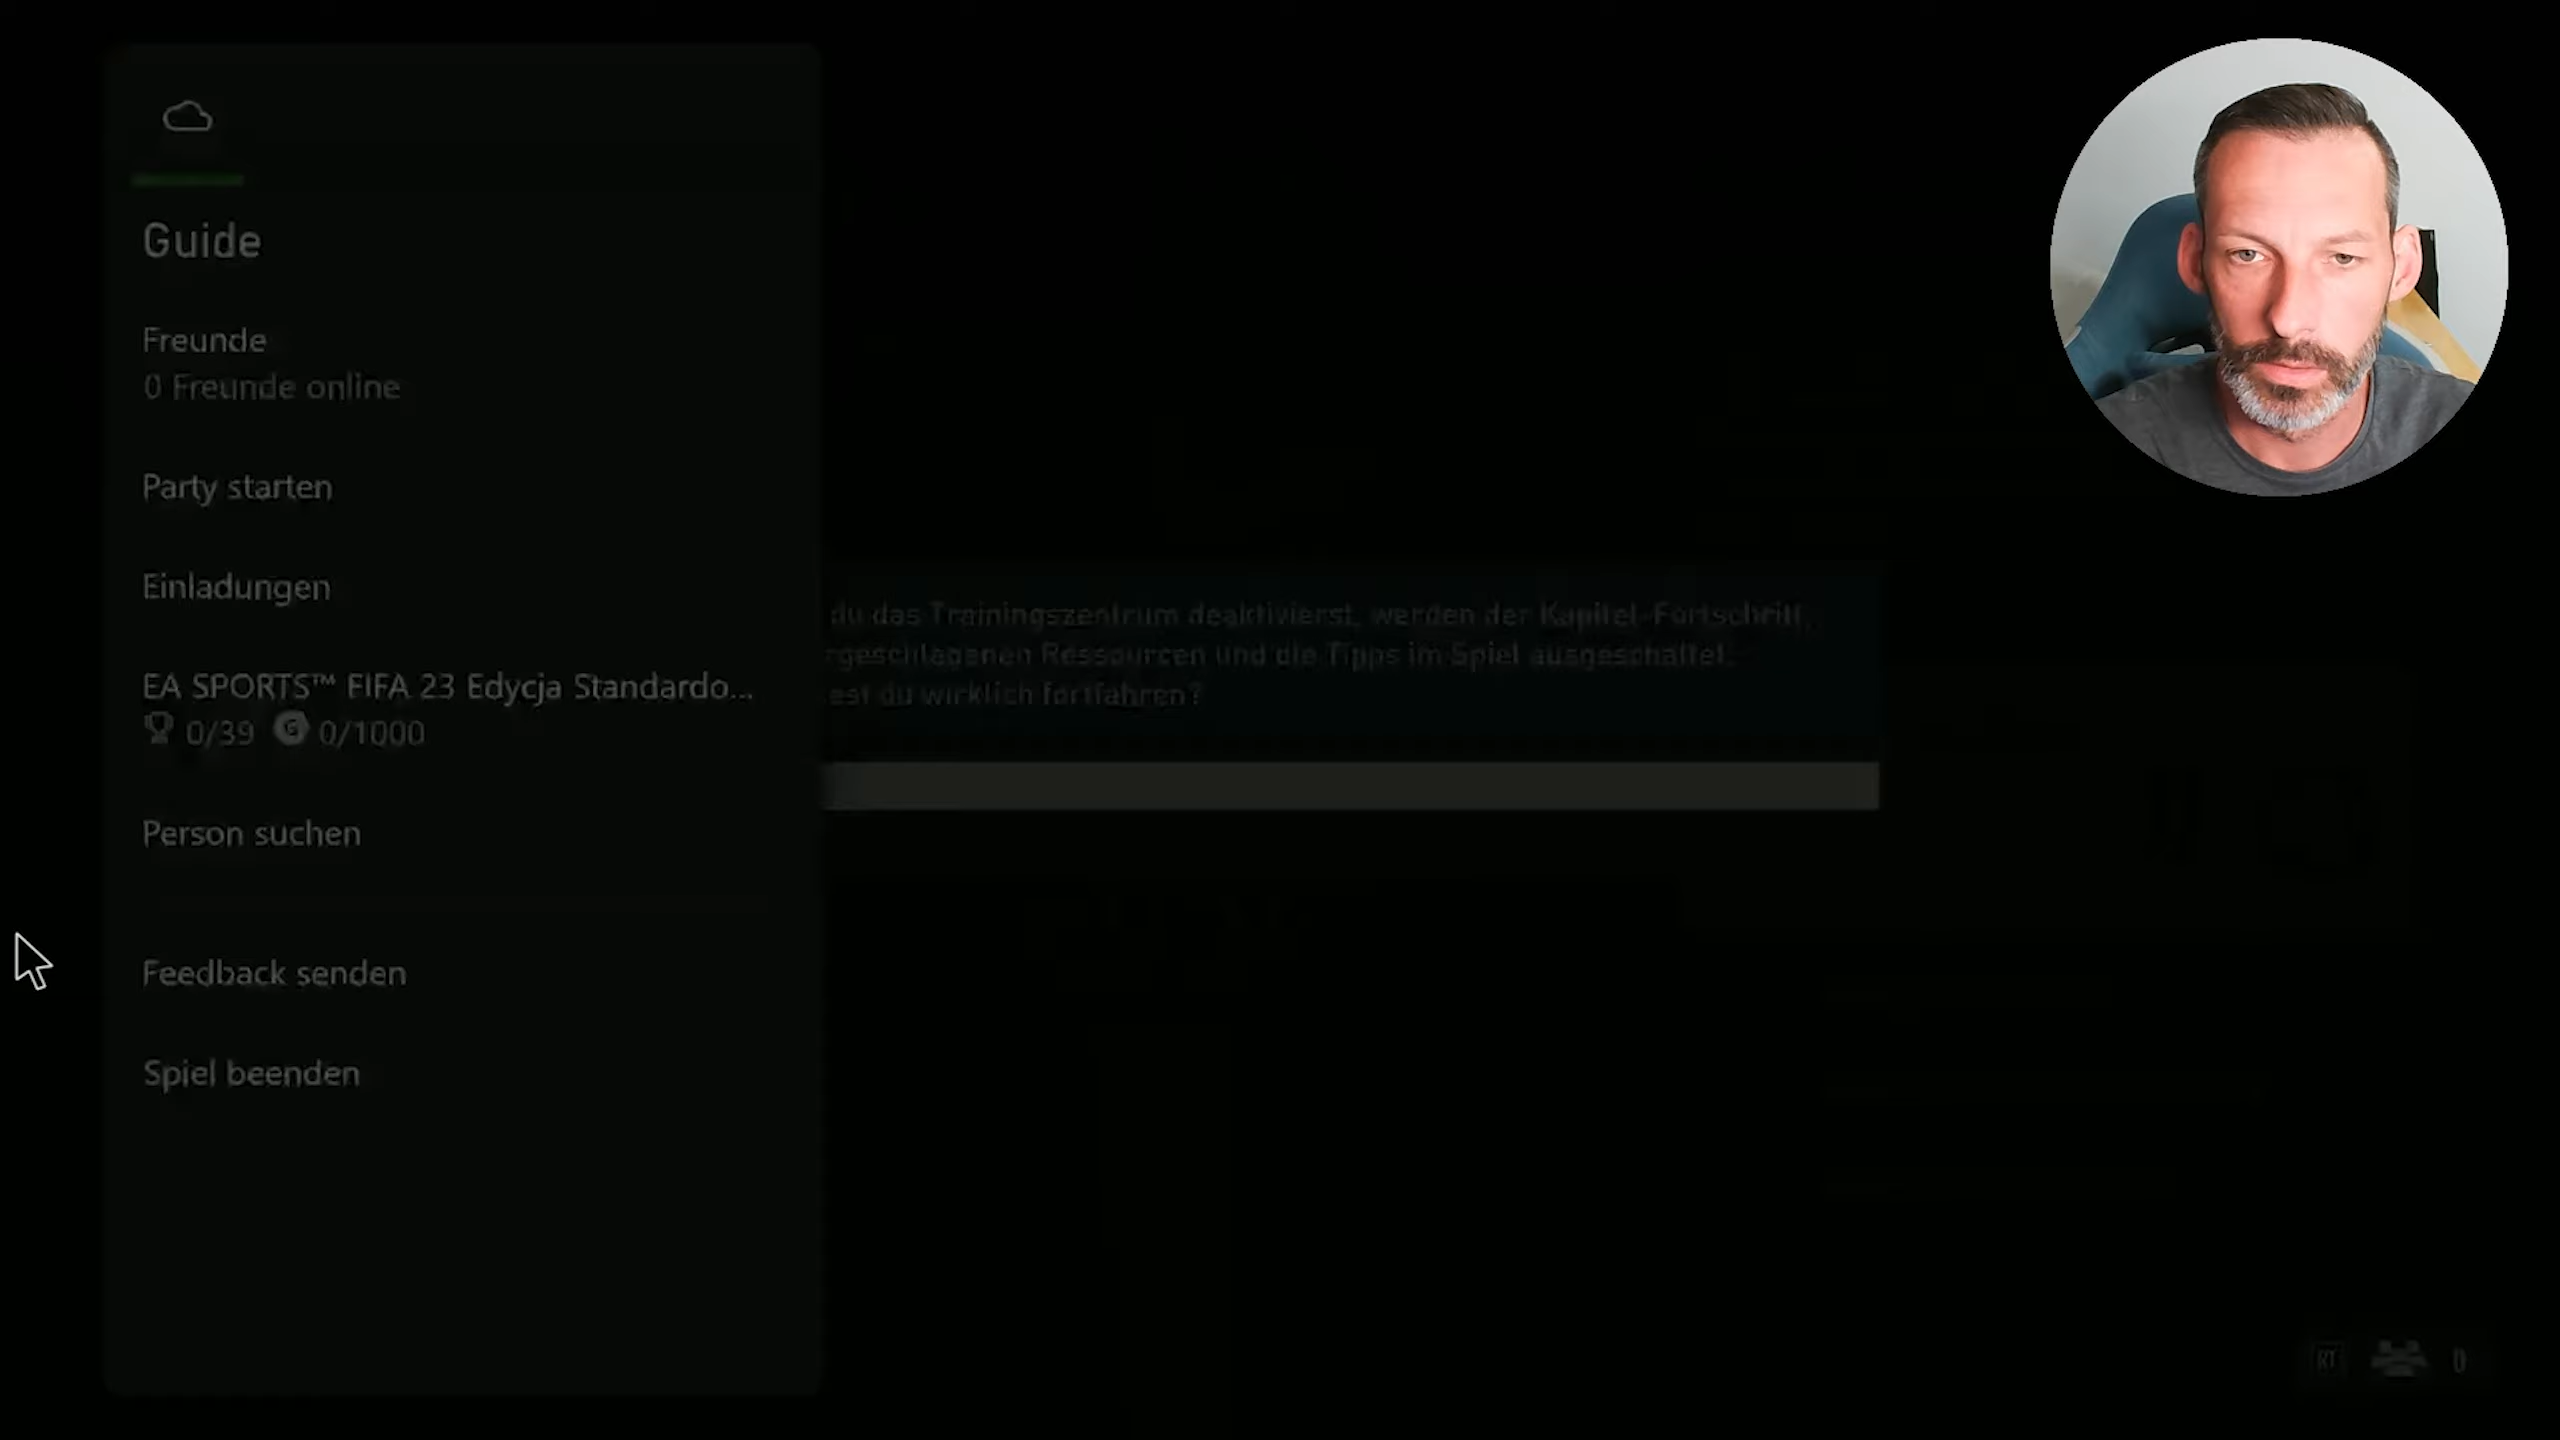 Guide
Freunde
0 Freunde online
Party starten
Einladungen
EA SPORTS™ FIFA 23 Edycja Standardo...
0/39 G 0/1000
Person suchen
Feedback senden
Spiel beenden
du das Trainingszentrum deaktivierst, werden der Kapitel-Fortschritt,
rgeschlagenen Ressourcen und die Tipps im Spiel ausgeschaltet.
est du wirklich fortfahren?
RT 0